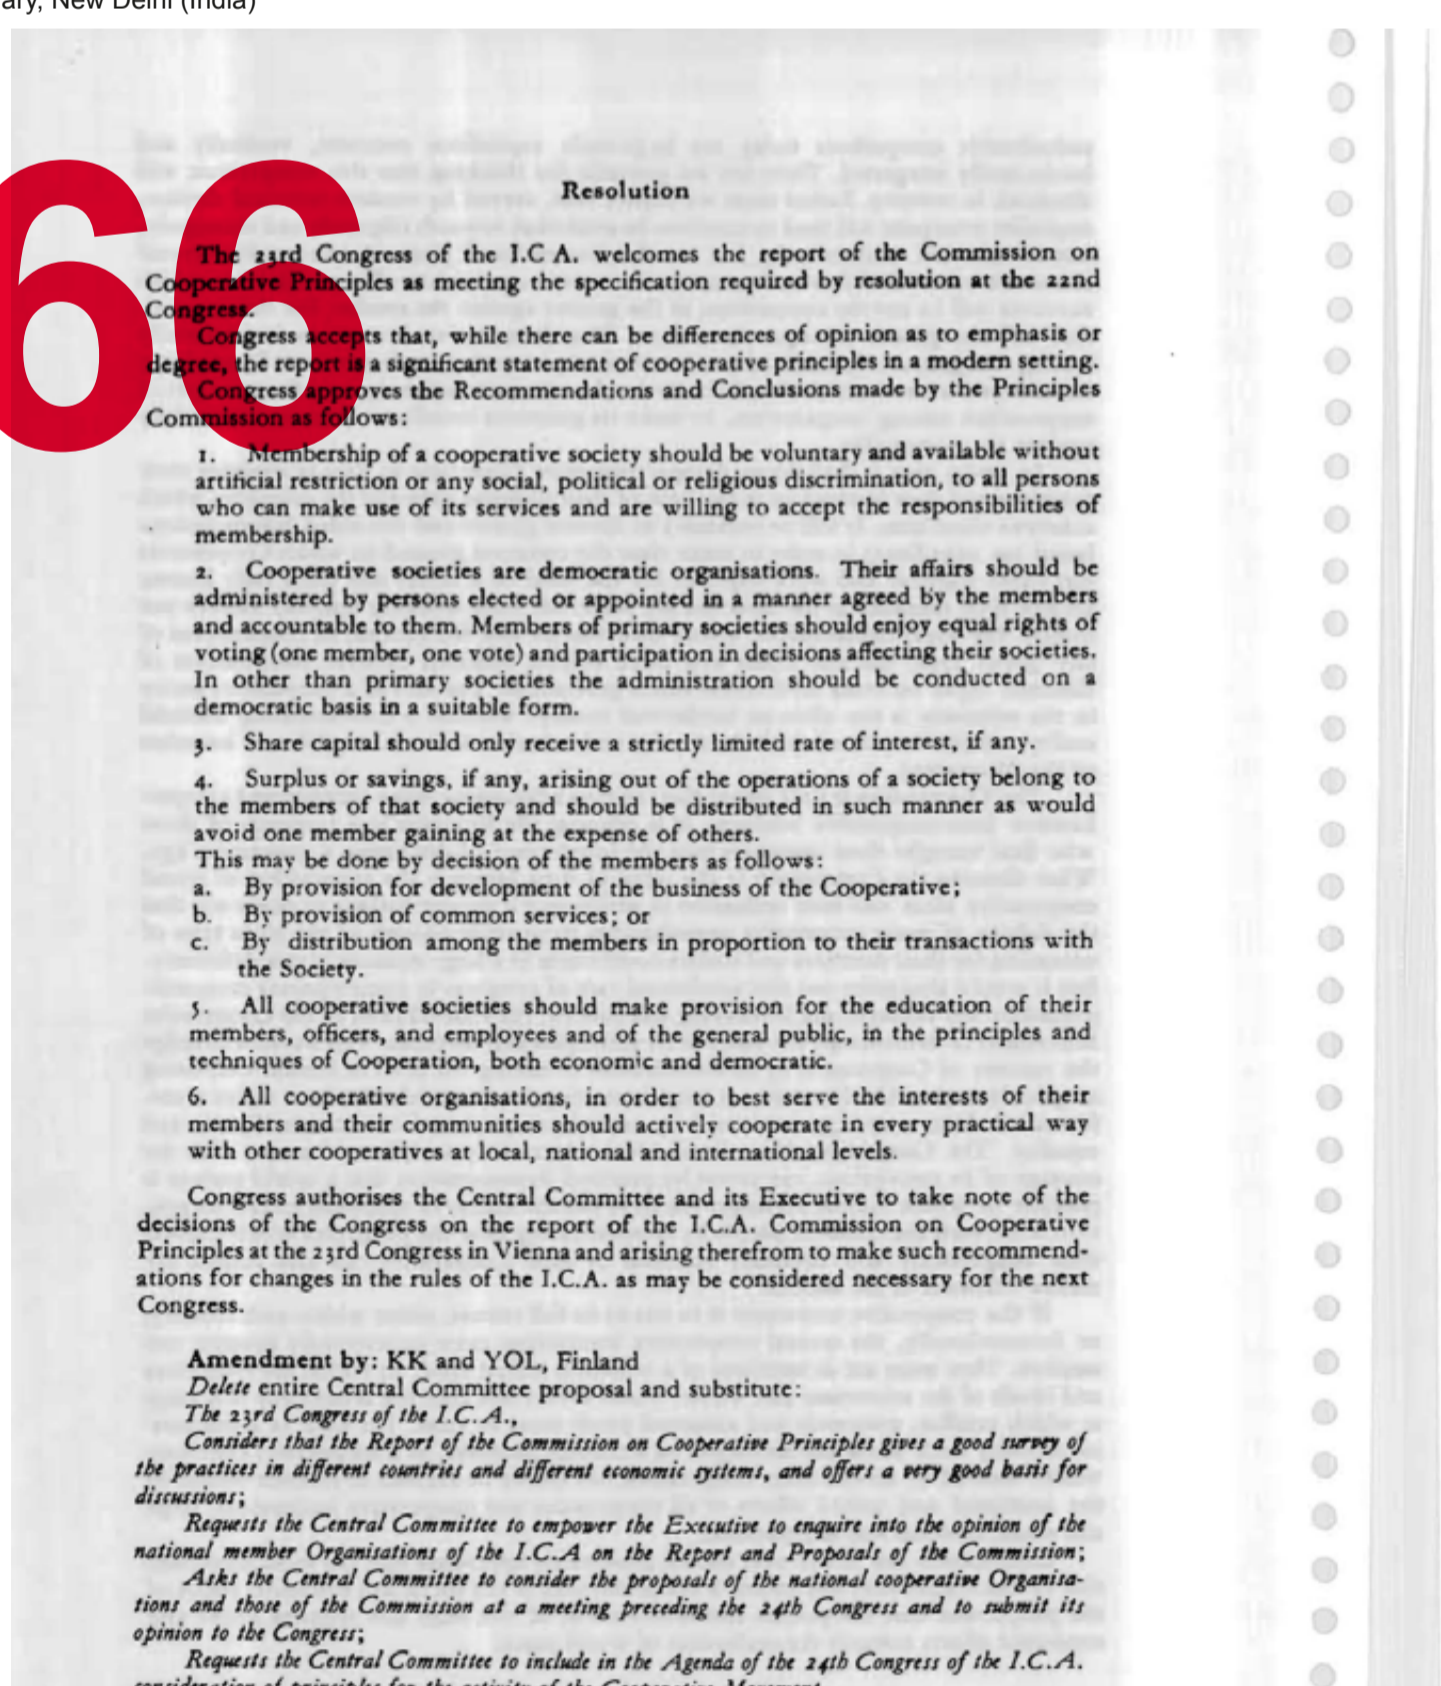 ary, New Delhi (India)
66
Resolution
The 23rd Congress of the I.C A. welcomes the report of the Commission on
Cooperative Principles as meeting the specification required by resolution at the 22nd
Congress.
Congress accepts that, while there can be differences of opinion as to emphasis or
degree, the report is a significant statement of cooperative principles in a modern setting.
Congress approves the Recommendations and Conclusions made by the Principles
Commission as follows:
1. Membership of a cooperative society should be voluntary and available without
artificial restriction or any social, political or religious discrimination, to all persons
who can make use of its services and are willing to accept the responsibilities of
membership.
2. Cooperative societies are democratic organisations. Their affairs should be
administered by persons elected or appointed in a manner agreed by the members
and accountable to them. Members of primary societies should enjoy equal rights of
voting (one member, one vote) and participation in decisions affecting their societies.
In other than primary societies the administration should be conducted on a
democratic basis in a suitable form.
3. Share capital should only receive a strictly limited rate of interest, if any.
4. Surplus or savings, if any, arising out of the operations of a society belong to
the members of that society and should be distributed in such manner as would
avoid one member gaining at the expense of others.
This may be done by decision of the members as follows:
a. By provision for development of the business of the Cooperative;
b. By provision of common services; or
c. By distribution among the members in proportion to their transactions with
the Society.
5. All cooperative societies should make provision for the education of their
members, officers, and employees and of the general public, in the principles and
techniques of Cooperation, both economic and democratic.
6. All cooperative organisations, in order to best serve the interests of their
members and their communities should actively cooperate in every practical way
with other cooperatives at local, national and international levels.
Congress authorises the Central Committee and its Executive to take note of the
decisions of the Congress on the report of the I.C.A. Commission on Cooperative
Principles at the 23rd Congress in Vienna and arising therefrom to make such recommend-
ations for changes in the rules of the I.C.A. as may be considered necessary for the next
Congress.
Amendment by: KK and YOL, Finland
Delete entire Central Committee proposal and substitute:
The 23rd Congress of the I.C.A.,
Considers that the Report of the Commission on Cooperative Principles gives a good survey of
the practices in different countries and different economic systems, and offers a very good basis for
discussions;
Requests the Central Committee to empower the Executive to enquire into the opinion of the
national member Organisations of the I.C.A on the Report and Proposals of the Commission;
Asks the Central Committee to consider the proposals of the national cooperative Organisa-
tions and those of the Commission at a meeting preceding the 24th Congress and to submit its
opinion to the Congress;
Requests the Central Committee to include in the Agenda of the 24th Congress of the I.C.A.
consideration of principles for the activity of the Cooperative Movement.